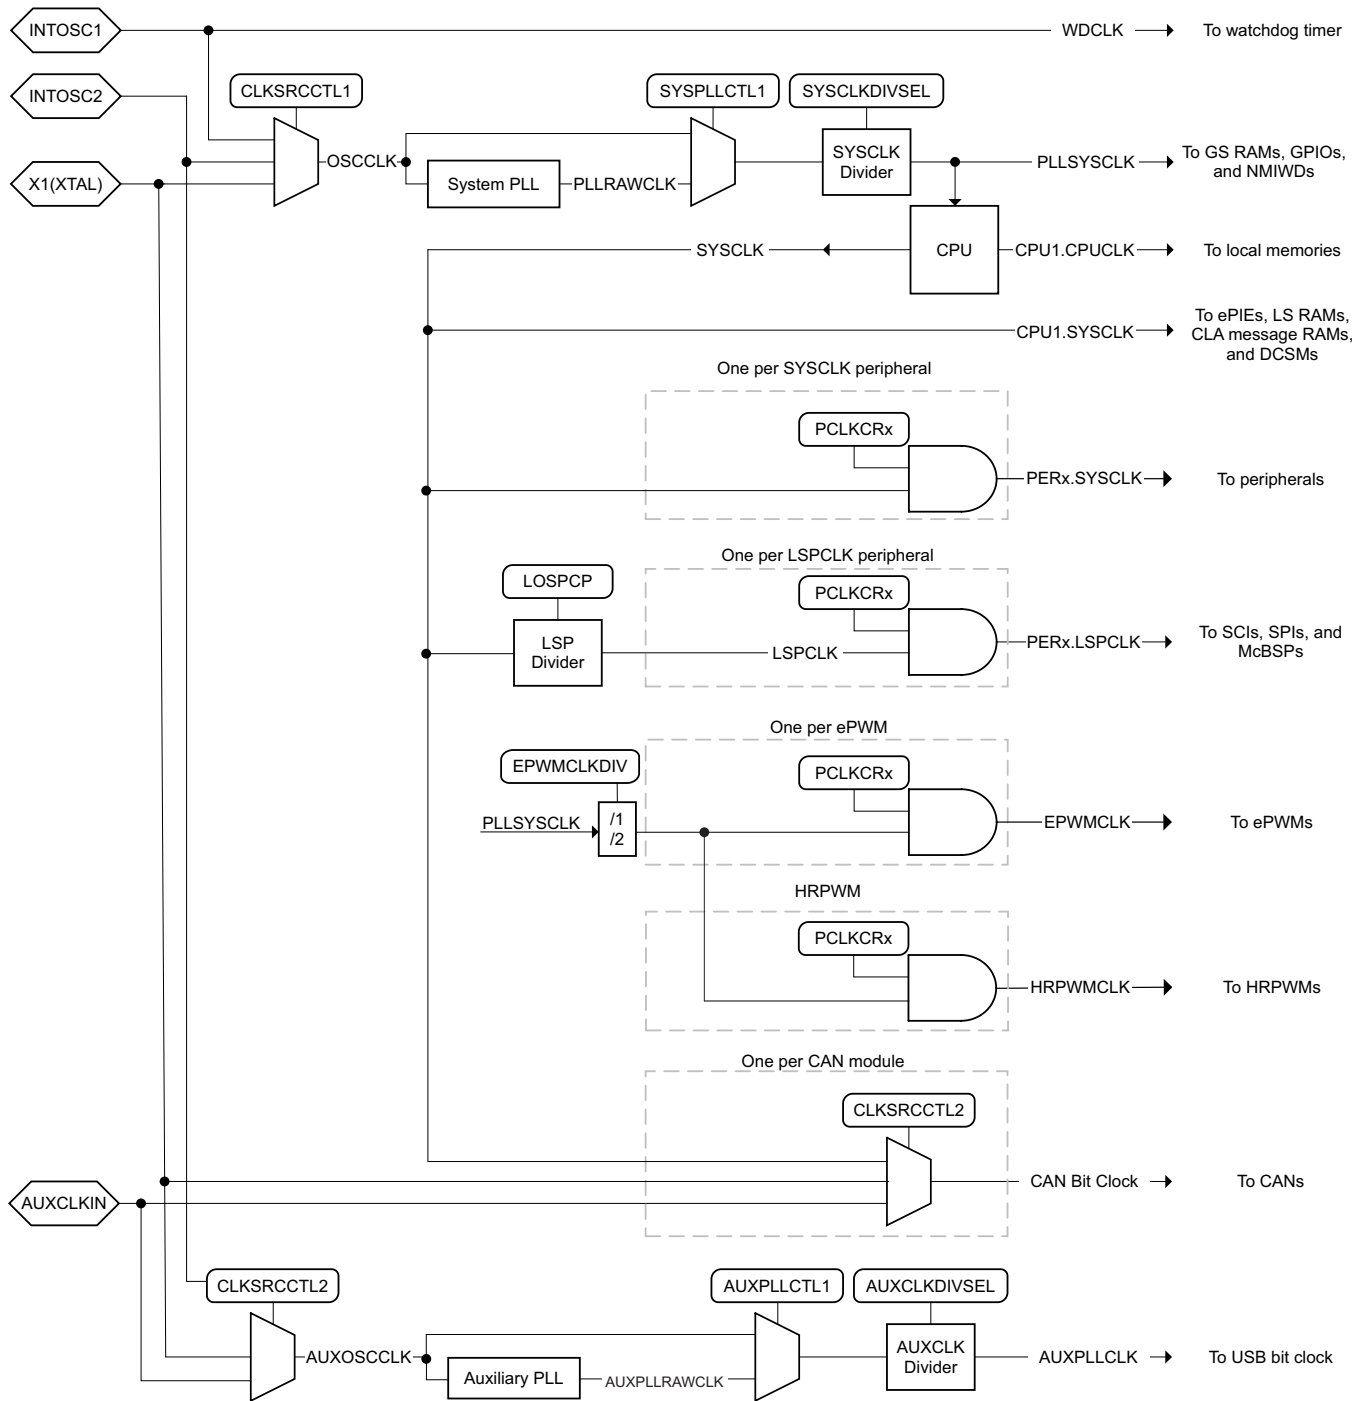 INTOSC1
WDCLK
To watchdog timer
INTOSC2
CLKSRCCTL1
SYSPLLCTL1
SYSCLKDIVSEL
X1(XTAL)
OSCCLK
System PLL
PLLRAWCLK
SYSCLK
Divider
PLLSYSCLK
To GS RAMs, GPIOs,
and NMIWDs
SYSCLK
CPU
CPU1.CPUCLK
To local memories
CPU1.SYSCLK
To ePIEs, LS RAMs,
CLA message RAMs,
and DCSMs
One per SYSCLK peripheral
PCLKCRx
PERx.SYSCLK
To peripherals
One per LSPCLK peripheral
LOSPCP
PCLKCRx
LSP
Divider
LSPCLK
PERx.LSPCLK
To SCIs, SPIs, and
McBSPs
One per ePWM
EPWMCLKDIV
PCLKCRx
PLLSYSCLK
/1
/2
EPWMCLK
To ePWMs
HRPWM
PCLKCRx
HRPWMCLK
To HRPWMs
One per CAN module
CLKSRCCTL2
AUXCLKIN
CAN Bit Clock
To CANs
CLKSRCCTL2
AUXPLLCTL1
AUXCLKDIVSEL
AUXOSCCLK
Auxiliary PLL
AUXPLLRAWCLK
AUXCLK
Divider
AUXPLLCLK
To USB bit clock